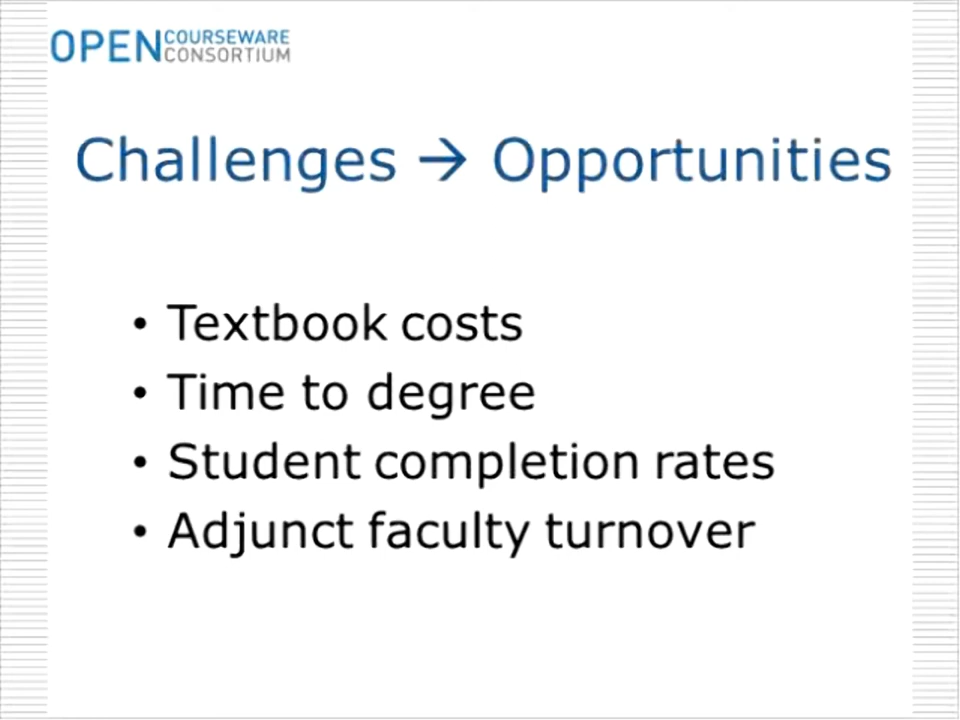 OPEN COURSEWARE
CONSORTIUM
Challenges → Opportunities
• Textbook costs
• Time to degree
• Student completion rates
• Adjunct faculty turnover